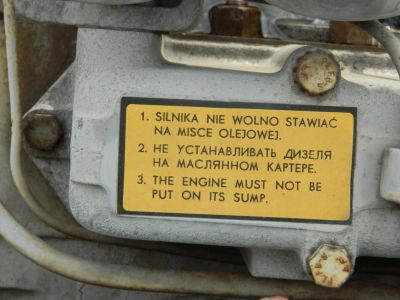 1. SILNIKA NIE WOLNO STAWIAĆ
NA MISCE OLEJOWEJ.
2. НЕ УСТАНАВЛИВАТЬ ДИЗЕЛЯ
НА МАСЛЯННОМ КАРТЕРЕ.
3. THE ENGINE MUST NOT BE
PUT ON ITS SUMP.